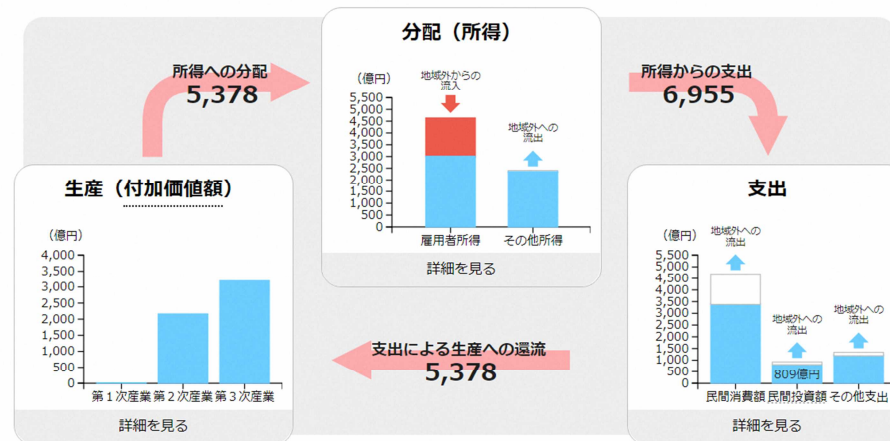 所得への分配
5,378
分配（所得）
（億円）
地域外からの
流入
地域外への
流出
5,500
5,000
4,500
4,000
3,500
3,000
2,500
2,000
1,500
1,000
500
0
雇用者所得
その他所得
詳細を見る
所得からの支出
6,955
生産（付加価値額）
（億円）
4,000
3,500
3,000
2,500
2,000
1,500
1,000
500
0
第１次産業
第２次産業
第３次産業
詳細を見る
支出による生産への還流
5,378
支出
（億円）
地域外への
流出
地域外への
流出
地域外への
流出
5,500
5,000
4,500
4,000
3,500
3,000
2,500
2,000
1,500
1,000
500
0
809億円
民間消費額
民間投資額
その他支出
詳細を見る